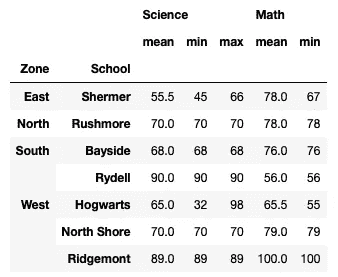 Science Math
mean min max mean min
Zone School
East Shermer 55.5 45 66 78.0 67
North Rushmore 70.0 70 70 78.0 78
South Bayside 68.0 68 68 76.0 76
Rydell 90.0 90 90 56.0 56
West Hogwarts 65.0 32 98 65.5 55
North Shore 70.0 70 70 79.0 79
Ridgemont 89.0 89 89 100.0 100